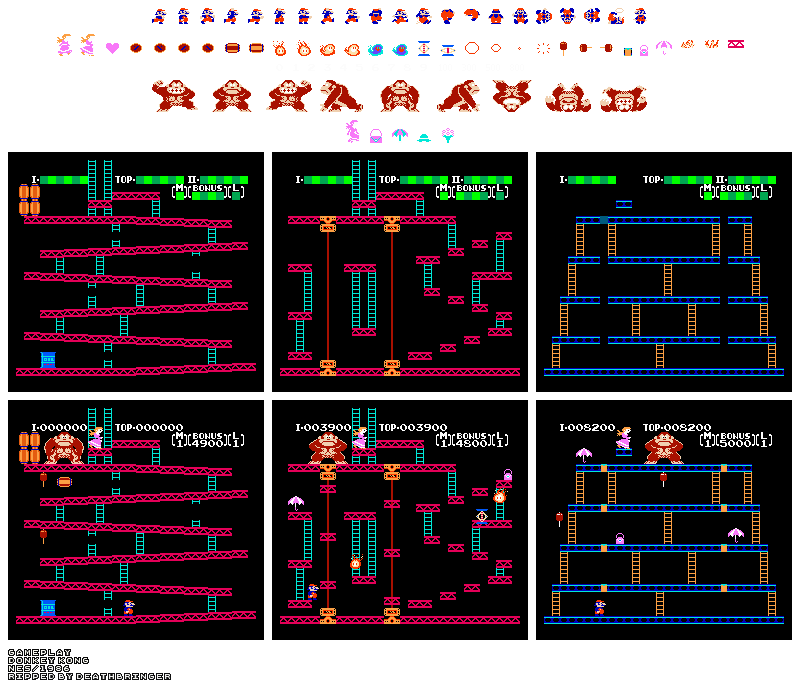 I- TOP- II-
M BONUS L
I- TOP- II-
M BONUS L
I- TOP- II-
M BONUS L
OIL
I-000000 TOP-000000
M BONUS L
1 4900 1
I-003900 TOP-003900
M BONUS L
1 4800 1
I-008200 TOP-008200
M BONUS L
1 5000 1
OIL
GAMEPLAY
DONKEY KONG
NES/1986
RIPPED BY DEATHBRINGER